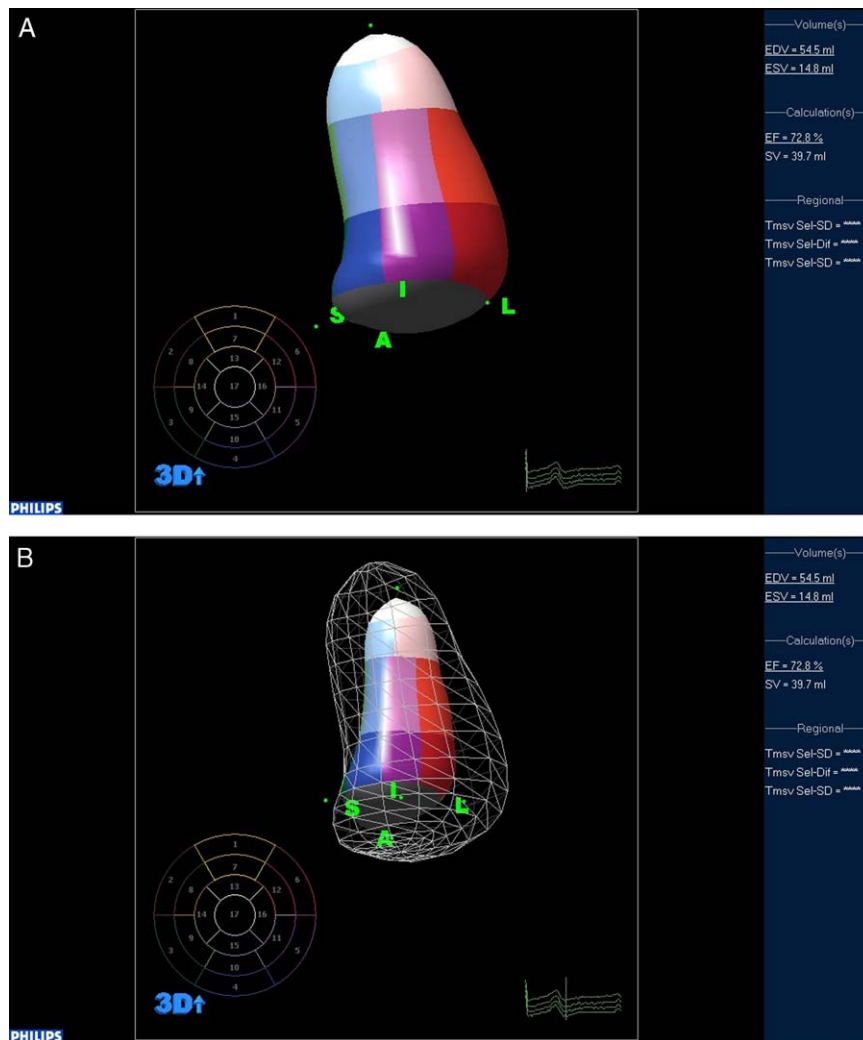 A
Volume(s)
EDV = 54.5 ml
ESV = 14.8 ml
Calculation(s)
EF = 72.8 %
SV = 39.7 ml
Regional
Tmsv Sel-SD = ****
Tmsv Sel-Dif = ****
Tmsv Sel-SD = ****
I
S
L
A
1
7
2
6
13
8
12
14
17
16
9
11
15
3
5
10
4
3D↑
PHILIPS
B
Volume(s)
EDV = 54.5 ml
ESV = 14.8 ml
Calculation(s)
EF = 72.8 %
SV = 39.7 ml
Regional
Tmsv Sel-SD = ****
Tmsv Sel-Dif = ****
Tmsv Sel-SD = ****
I
S
L
A
1
7
2
6
13
8
12
14
17
16
9
11
15
3
5
10
4
3D↑
PHILIPS